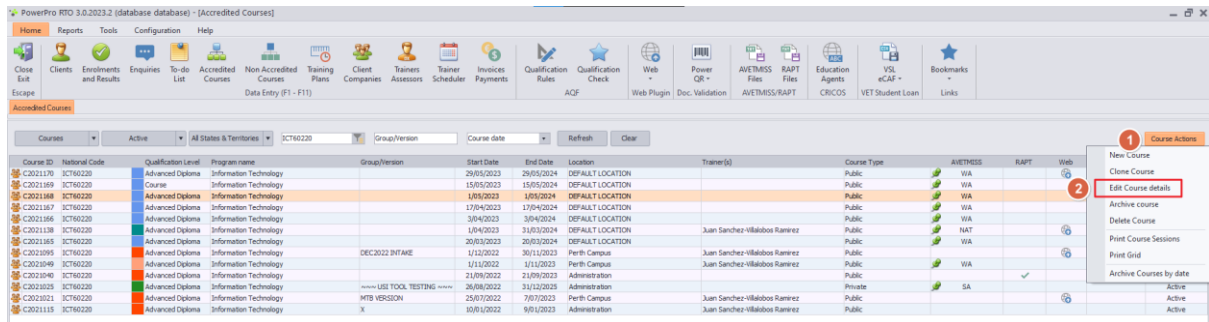 PowerPro RTO 3.0.2023.2 (database database) - [Accredited Courses]
Home Reports Tools Configuration Help
Close Exit Clients Enrolments and Results Enquiries To-do List Accredited Courses Non Accredited Courses Training Plans Client Companies Trainers Assessors Trainer Scheduler Invoices Payments Qualification Rules Qualification Check Web Power QR AVETMISS Files RAPT Files Education Agents VSL eCAF Bookmarks
Escape Data Entry (F1 - F11) AQF Web Plugin Doc. Validation AVETMISS/RAPT CRICOS VET Student Loan Links
Accredited Courses
Courses Active All States & Territories ICT60220 Group/Version Course date Refresh Clear 1 Course Actions
Course ID National Code Qualification Level Program name Group/Version Start Date End Date Location Trainer(s) Course Type AVETMISS RAPT Web
C2021170 ICT60220 Advanced Diploma Information Technology 29/05/2023 29/05/2024 DEFAULT LOCATION Public WA
C2021169 ICT60220 Course Information Technology 15/05/2023 15/05/2024 DEFAULT LOCATION Public WA
C2021168 ICT60220 Advanced Diploma Information Technology 1/05/2023 1/05/2024 DEFAULT LOCATION Public WA
C2021167 ICT60220 Advanced Diploma Information Technology 17/04/2023 17/04/2024 DEFAULT LOCATION Public WA
C2021166 ICT60220 Advanced Diploma Information Technology 3/04/2023 3/04/2024 DEFAULT LOCATION Public WA
C2021138 ICT60220 Advanced Diploma Information Technology 1/04/2023 31/03/2024 DEFAULT LOCATION Juan Sanchez-Villalobos Ramirez Public NAT
C2021165 ICT60220 Advanced Diploma Information Technology 20/03/2023 20/03/2024 DEFAULT LOCATION Public WA
C2021095 ICT60220 Advanced Diploma Information Technology DEC2022 INTAKE 1/12/2022 30/11/2023 Perth Campus Juan Sanchez-Villalobos Ramirez Public
C2021049 ICT60220 Advanced Diploma Information Technology 1/11/2022 1/11/2023 Perth Campus Juan Sanchez-Villalobos Ramirez Public WA
C2021040 ICT60220 Advanced Diploma Information Technology 21/09/2022 21/09/2023 Administration Public
C2021025 ICT60220 Advanced Diploma Information Technology ~~~~ USI TOOL TESTING ~~~~ 26/08/2022 31/12/2025 Administration Private SA Active
C2021021 ICT60220 Advanced Diploma Information Technology MTB VERSION 25/07/2022 7/07/2023 Perth Campus Juan Sanchez-Villalobos Ramirez Public Active
C2021115 ICT60220 Advanced Diploma Information Technology X 10/01/2022 9/01/2023 Administration Juan Sanchez-Villalobos Ramirez Public Active
New Course
Clone Course
2 Edit Course details
Archive course
Delete Course
Print Course Sessions
Print Grid
Archive Courses by date